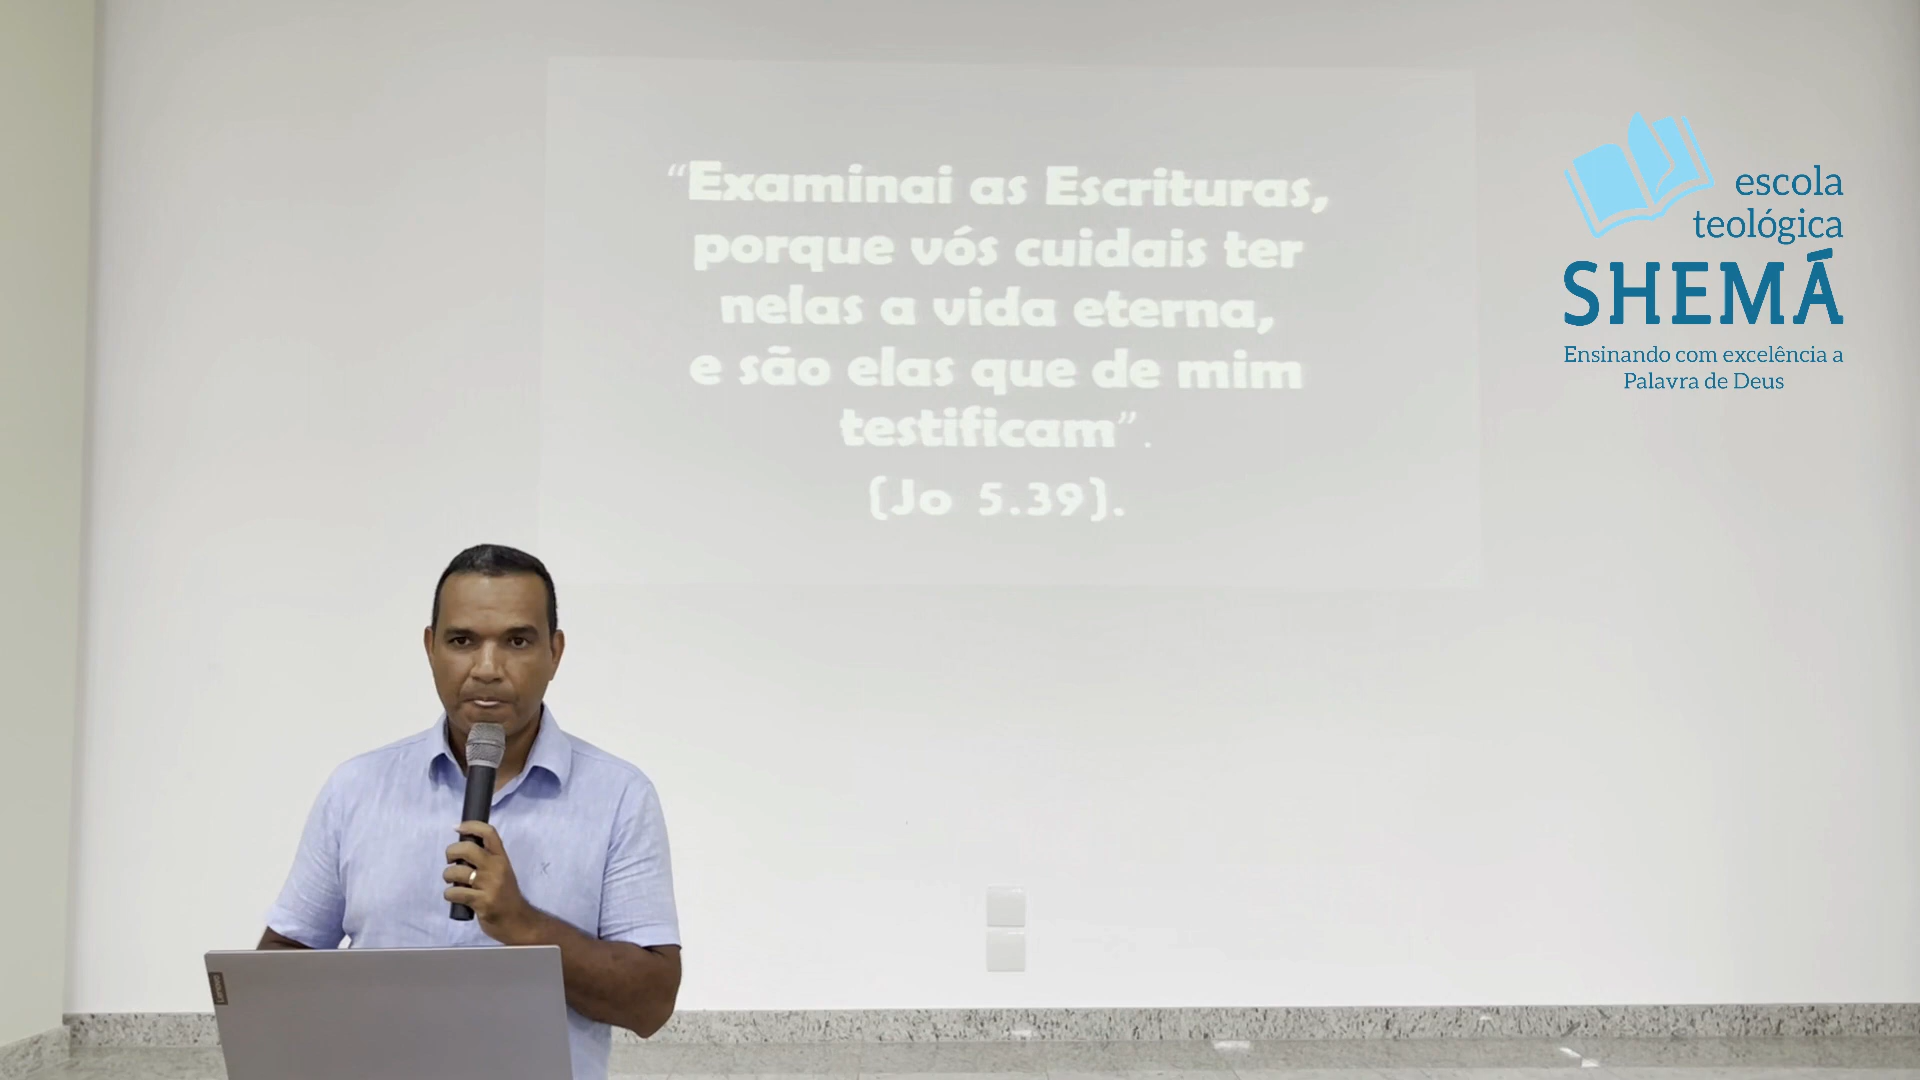 “Examinai as Escrituras,
porque vós cuidais ter
nelas a vida eterna,
e são elas que de mim
testificam”.
(Jo 5.39).
escola
teológica
SHEMÁ
Ensinando com excelência a
Palavra de Deus
Lenovo